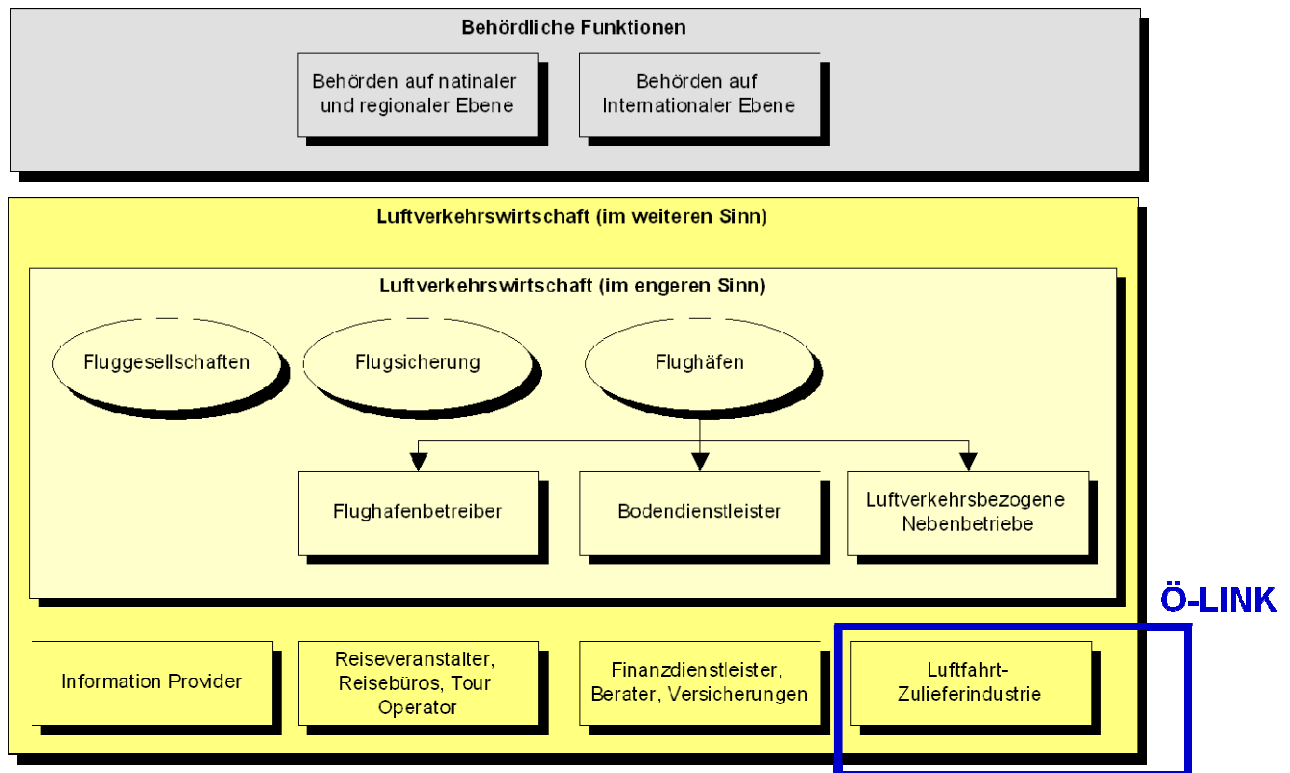 Behördliche Funktionen
Behörden auf natinaler
und regionaler Ebene
Behörden auf
Internationaler Ebene
Luftverkehrswirtschaft (im weiteren Sinn)
Luftverkehrswirtschaft (im engeren Sinn)
Fluggesellschaften
Flugsicherung
Flughäfen
Flughafenbetreiber
Bodendienstleister
Luftverkehrsbezogene
Nebenbetriebe
Ö-LINK
Information Provider
Reiseveranstalter,
Reisebüros, Tour
Operator
Finanzdienstleister,
Berater, Versicherungen
Luftfahrt-
Zulieferindustrie